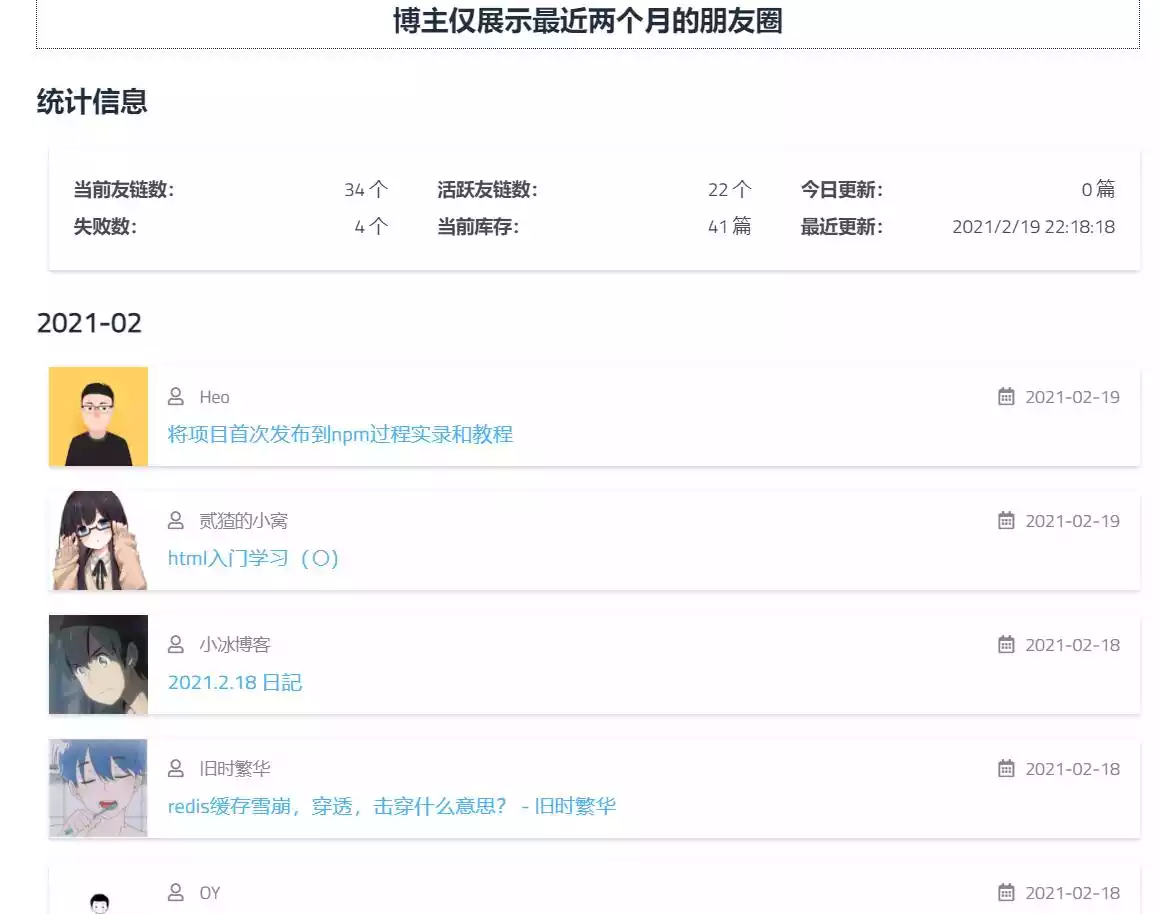 博主仅展示最近两个月的朋友圈
统计信息
当前友链数： 34 个 活跃友链数： 22 个 今日更新： 0 篇
失败数： 4 个 当前库存： 41 篇 最近更新： 2021/2/19 22:18:18
2021-02
Heo 2021-02-19
将项目首次发布到npm过程实录和教程
贰猹的小窝 2021-02-19
html入门学习（〇）
小冰博客 2021-02-18
2021.2.18 日記
旧时繁华 2021-02-18
redis缓存雪崩，穿透，击穿什么意思？ - 旧时繁华
OY 2021-02-18